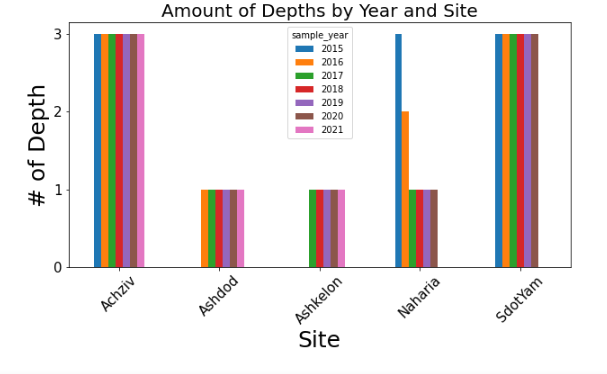 Amount of Depths by Year and Site
sample_year
2015
2016
2017
2018
2019
2020
2021
# of Depth
3
2
1
0
Achziv
Ashdod
Ashkelon
Naharia
SdotYam
Site